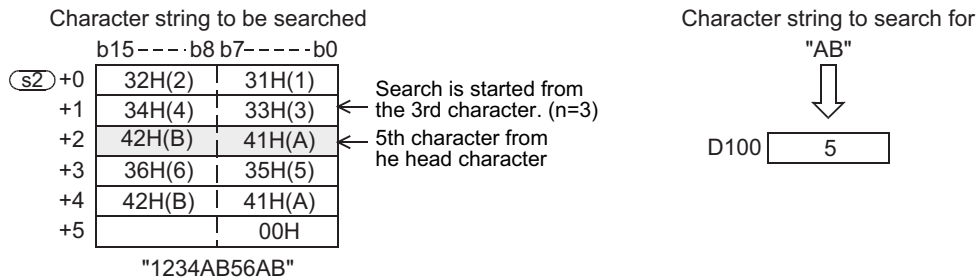 Character string to be searched
Character string to search for
b15----b8 b7----b0
"AB"
s2 +0 32H(2) 31H(1)
Search is started from
+1 34H(4) 33H(3)
the 3rd character. (n=3)
+2 42H(B) 41H(A)
5th character from
he head character
D100 5
+3 36H(6) 35H(5)
+4 42H(B) 41H(A)
+5 00H
"1234AB56AB"